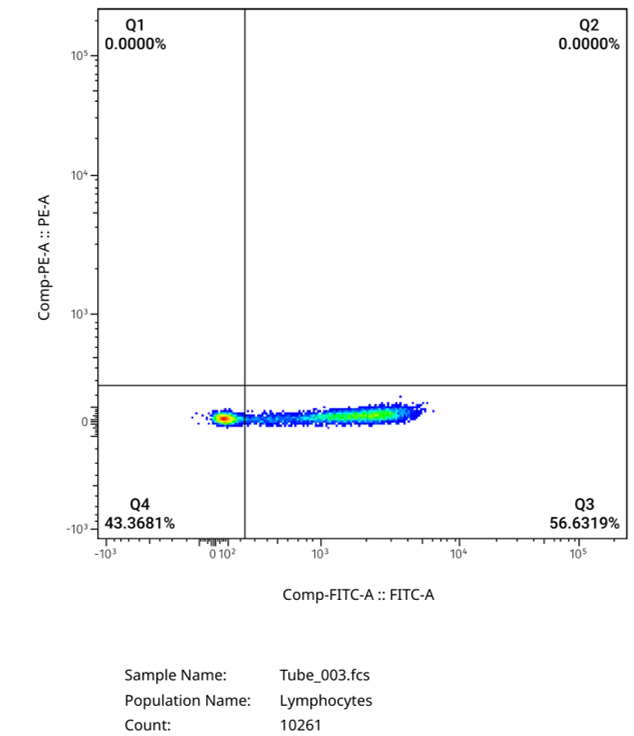 Q1
0.0000%
Q2
0.0000%
10⁵
10⁴
10³
0
-10³
Comp-PE-A :: PE-A
Q4
43.3681%
Q3
56.6319%
-10³
0 10²
10³
10⁴
10⁵
Comp-FITC-A :: FITC-A
Sample Name: Tube_003.fcs
Population Name: Lymphocytes
Count: 10261